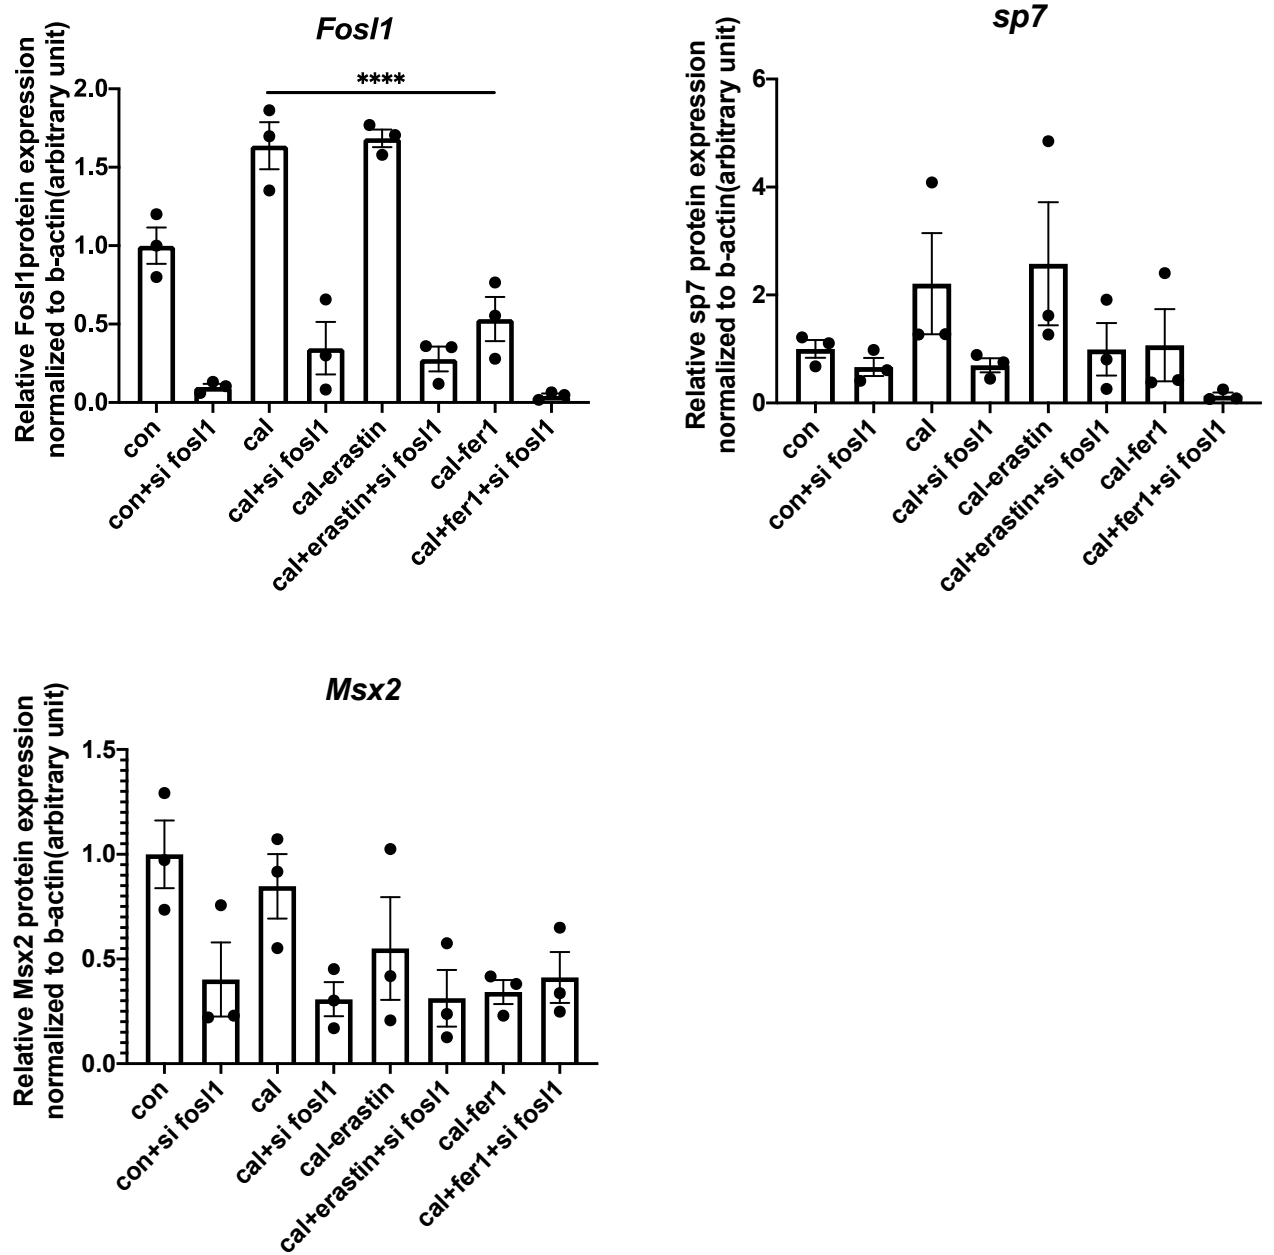 Fosl1
Relative Fosl1protein expression
normalized to b-actin(arbitrary unit)
****
2.0
1.5
1.0
0.5
0.0
con
con+si fosl1
cal
cal+si fosl1
cal-erastin
cal+erastin+si fosl1
cal-fer1
cal+fer1+si fosl1
sp7
Relative sp7 protein expression
normalized to b-actin(arbitrary unit)
6
4
2
0
con
con+si fosl1
cal
cal+si fosl1
cal-erastin
cal+erastin+si fosl1
cal-fer1
cal+fer1+si fosl1
Msx2
Relative Msx2 protein expression
normalized to b-actin(arbitrary unit)
1.5
1.0
0.5
0.0
con
con+si fosl1
cal
cal+si fosl1
cal-erastin
cal+erastin+si fosl1
cal-fer1
cal+fer1+si fosl1